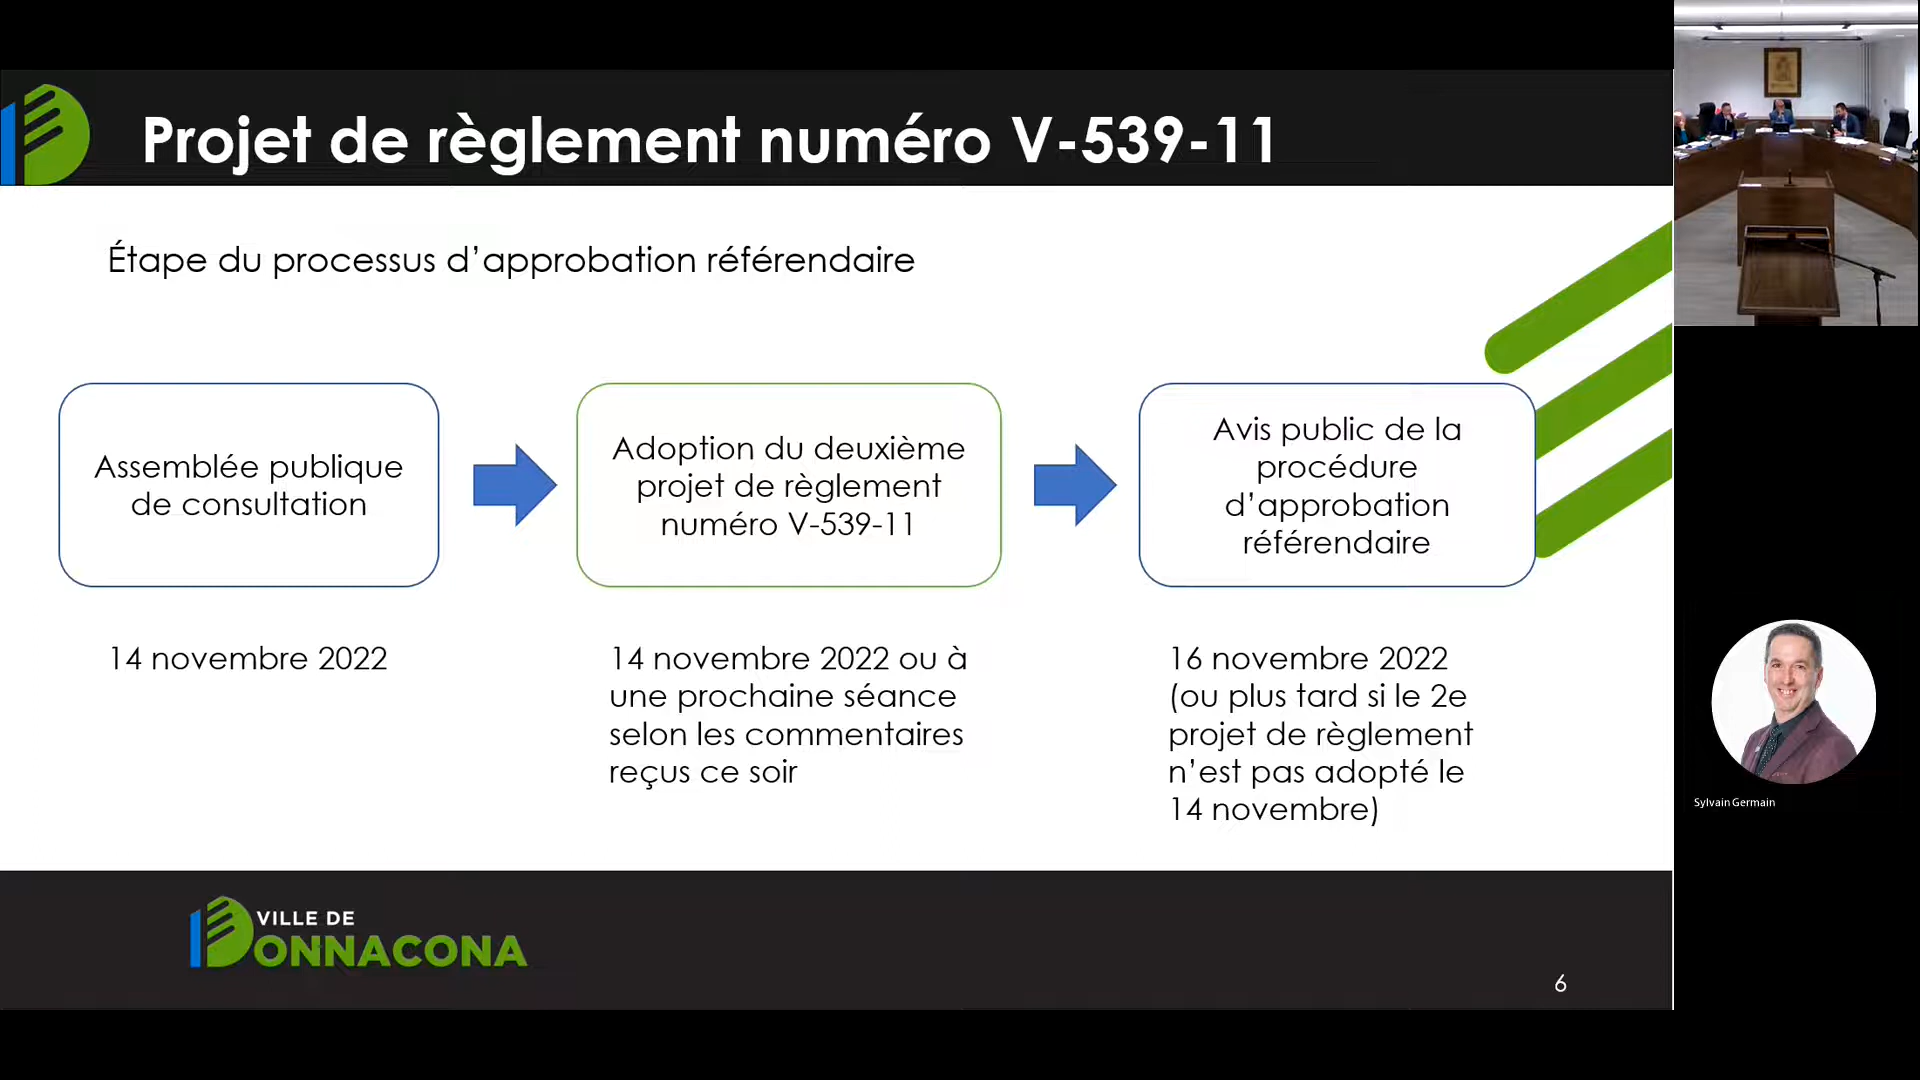 Projet de règlement numéro V-539-11
Étape du processus d'approbation référendaire
Assemblée publique
de consultation
Adoption du deuxième
projet de règlement
numéro V-539-11
Avis public de la
procédure
d'approbation
référendaire
14 novembre 2022
14 novembre 2022 ou à
une prochaine séance
selon les commentaires
reçus ce soir
16 novembre 2022
(ou plus tard si le 2e
projet de règlement
n'est pas adopté le
14 novembre)
Sylvain Germain
VILLE DE
DONNACONA
6